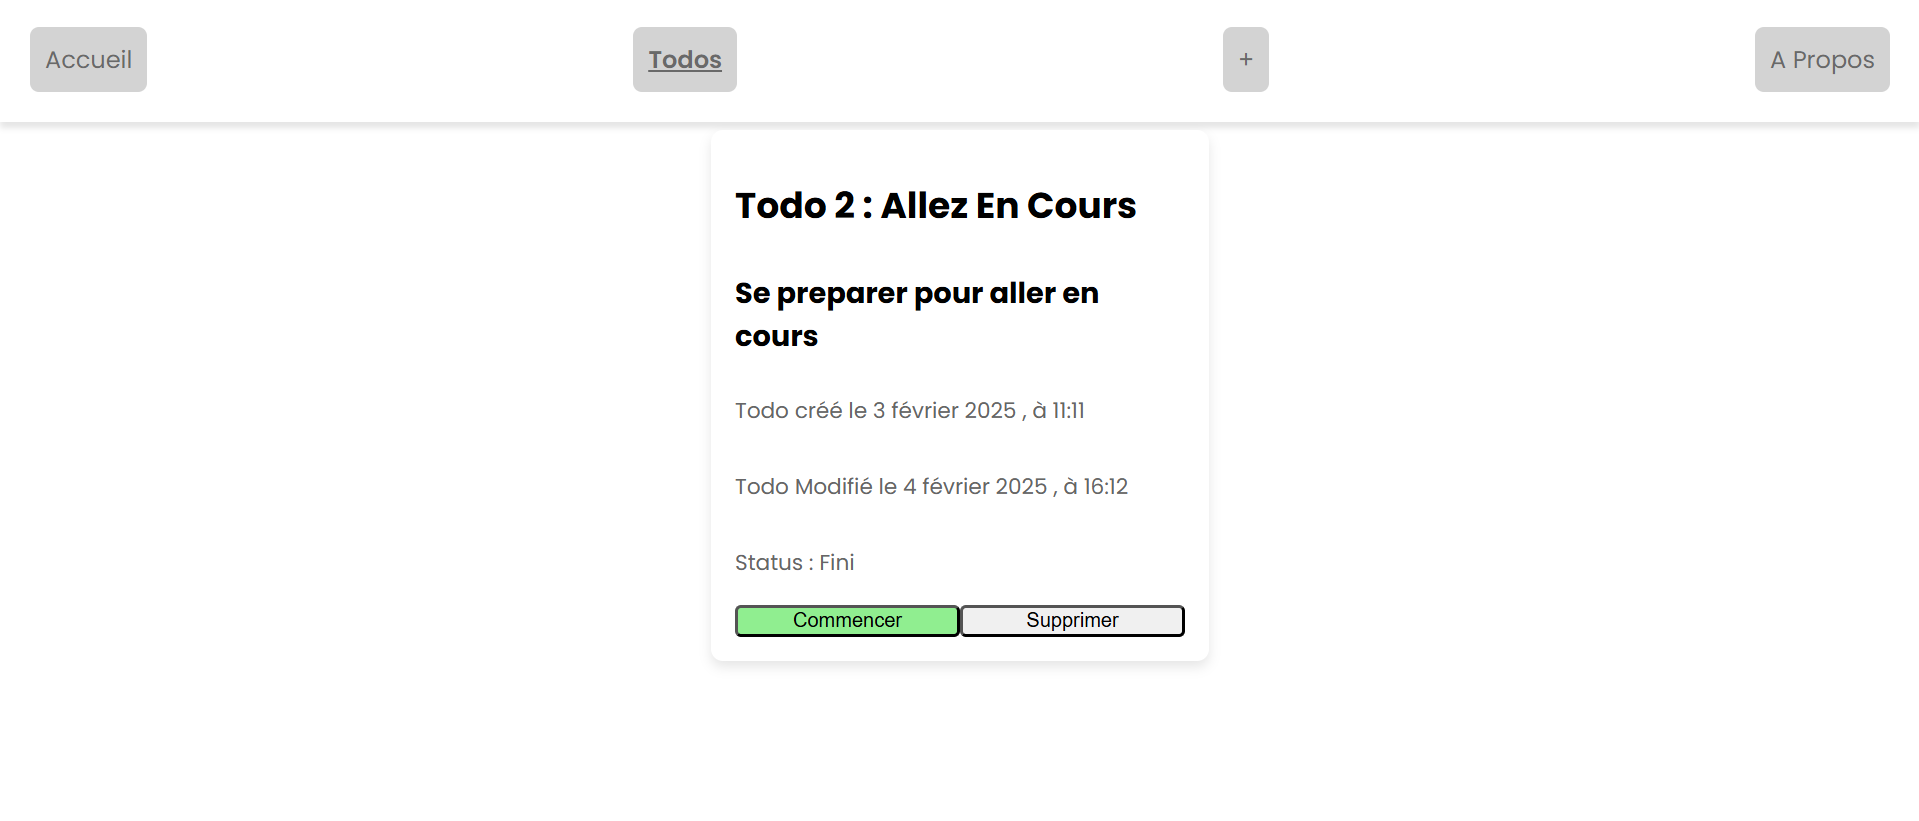 Accueil
Todos
+
A Propos
Todo 2 : Allez En Cours
Se preparer pour aller en
cours
Todo créé le 3 février 2025 , à 11:11
Todo Modifié le 4 février 2025 , à 16:12
Status : Fini
Commencer
Supprimer